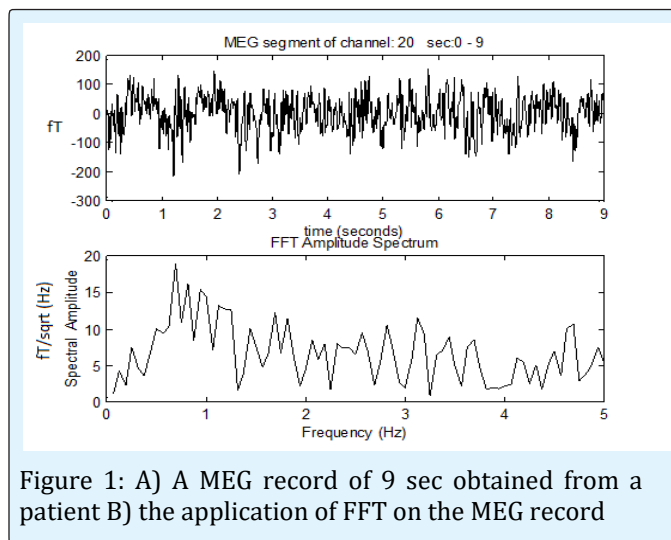 MEG segment of channel: 20 sec:0 - 9
200
100
0
-100
-200
-300
fT
0 1 2 3 4 5 6 7 8 9
time (seconds)
FFT Amplitude Spectrum
20
15
10
5
0
fT/sqrt (Hz)
Spectral Amplitude
0 1 2 3 4 5
Frequency (Hz)
Figure 1: A) A MEG record of 9 sec obtained from a
patient B) the application of FFT on the MEG record